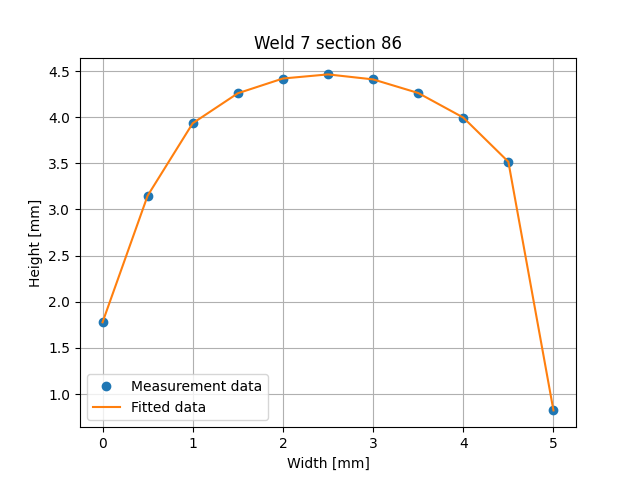 Weld 7 section 86
Height [mm]
4.5
4.0
3.5
3.0
2.5
2.0
1.5
1.0
Measurement data
Fitted data
0 1 2 3 4 5
Width [mm]